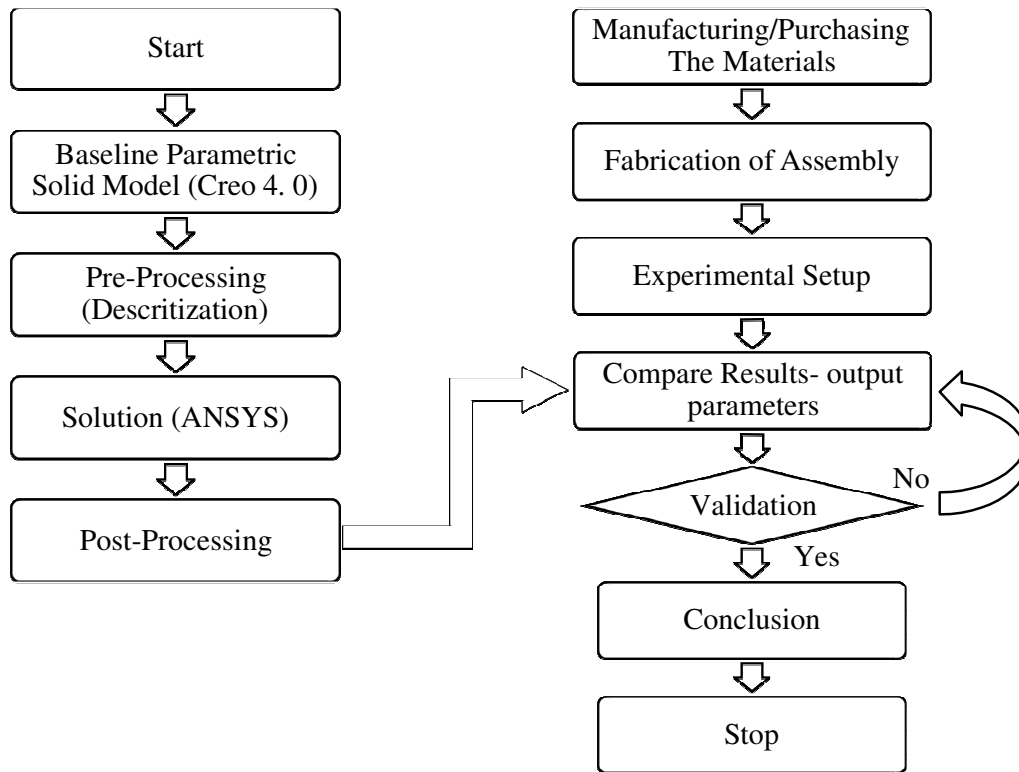 Start
Baseline Parametric
Solid Model (Creo 4. 0)
Pre-Processing
(Descritization)
Solution (ANSYS)
Post-Processing
Manufacturing/Purchasing
The Materials
Fabrication of Assembly
Experimental Setup
Compare Results- output
parameters
Validation
No
Yes
Conclusion
Stop